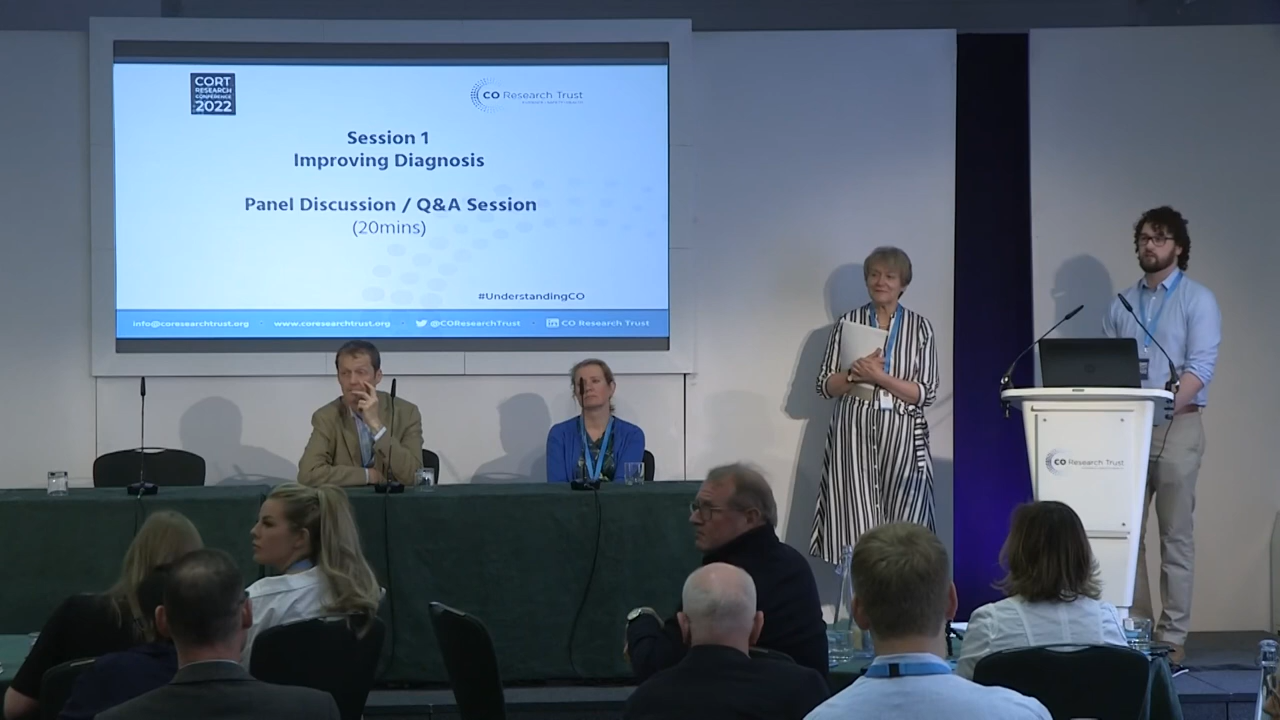 CORT
RESEARCH
CONFERENCE
2022
CO Research Trust
Session 1
Improving Diagnosis
Panel Discussion / Q&A Session
(20mins)
#UnderstandingCO
info@coresearchtrust.org · www.coresearchtrust.org · @COResearchTrust · in CO Research Trust
CO Research Trust